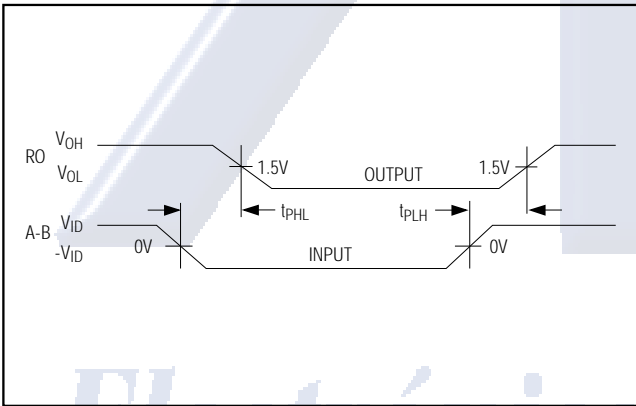 RO VOH
VOL
1.5V OUTPUT 1.5V
tPHL tPLH
A-B VID
-VID
0V INPUT 0V